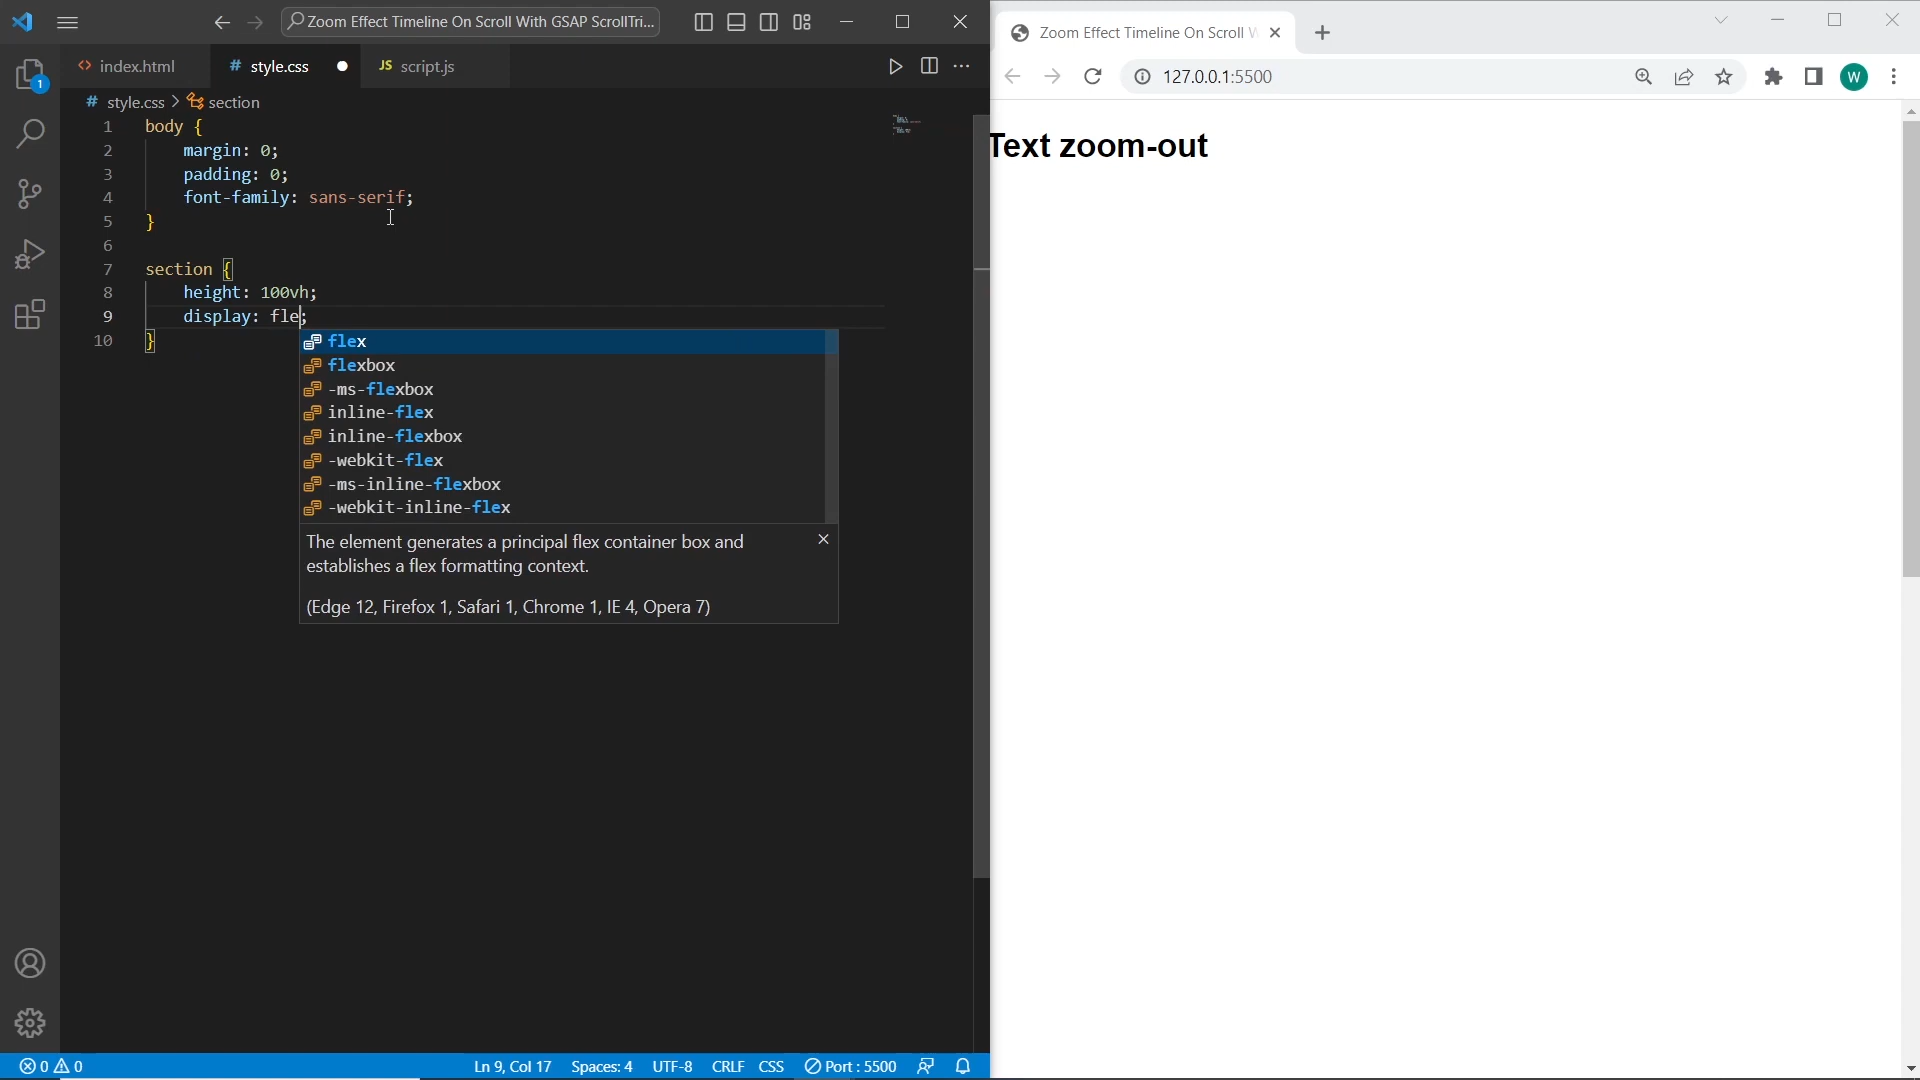 Zoom Effect Timeline On Scroll With GSAP ScrollTri...
index.html
# style.css
JS script.js
# style.css > section
1 body {
2 margin: 0;
3 padding: 0;
4 font-family: sans-serif;
5 }
6
7 section {
8 height: 100vh;
9 display: fle;
10 }
flex
flexbox
-ms-flexbox
inline-flex
inline-flexbox
-webkit-flex
-ms-inline-flexbox
-webkit-inline-flex
The element generates a principal flex container box and
establishes a flex formatting context.
(Edge 12, Firefox 1, Safari 1, Chrome 1, IE 4, Opera 7)
1
0 0
Ln 9, Col 17 Spaces: 4 UTF-8 CRLF CSS Port : 5500
Zoom Effect Timeline On Scroll W
127.0.0.1:5500
W
Text zoom-out